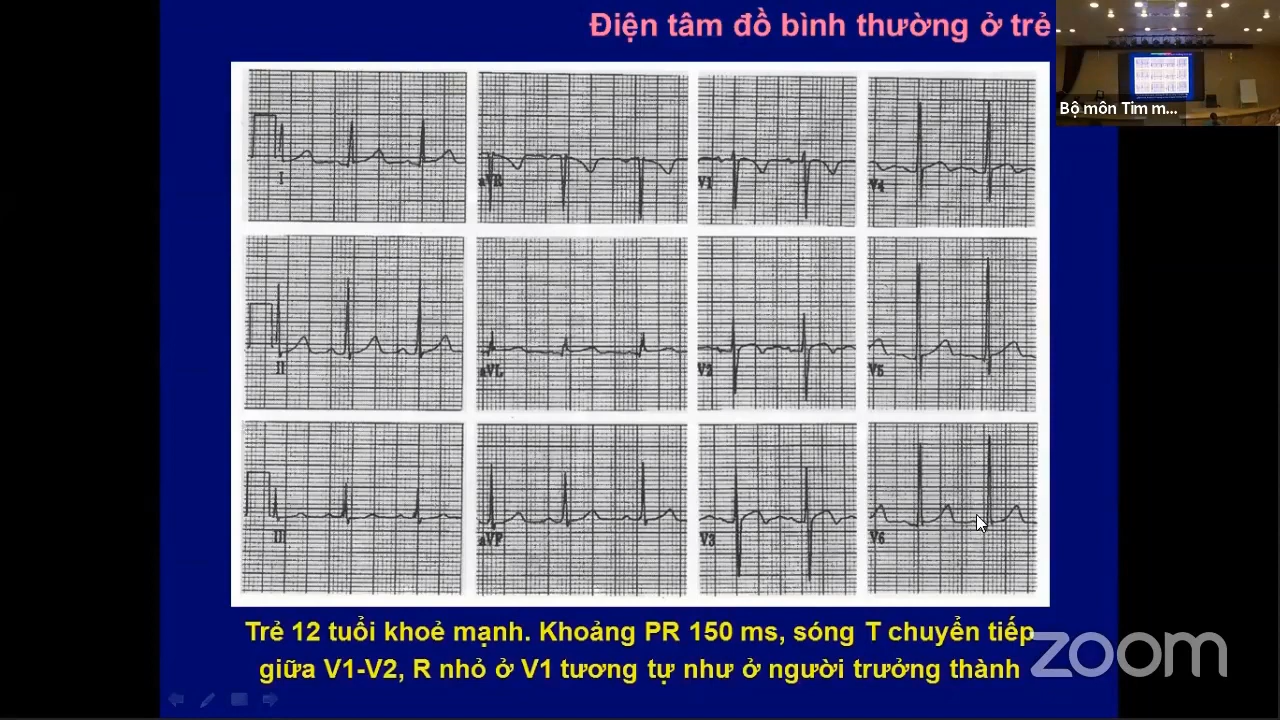 Điện tâm đồ bình thường ở trẻ
Bộ môn Tim m...
I
aVR
V1
V4
II
aVL
V2
V5
III
aVF
V3
V6
Trẻ 12 tuổi khoẻ mạnh. Khoảng PR 150 ms, sóng T chuyển tiếp
giữa V1-V2, R nhỏ ở V1 tương tự như ở người trưởng thành
zoom